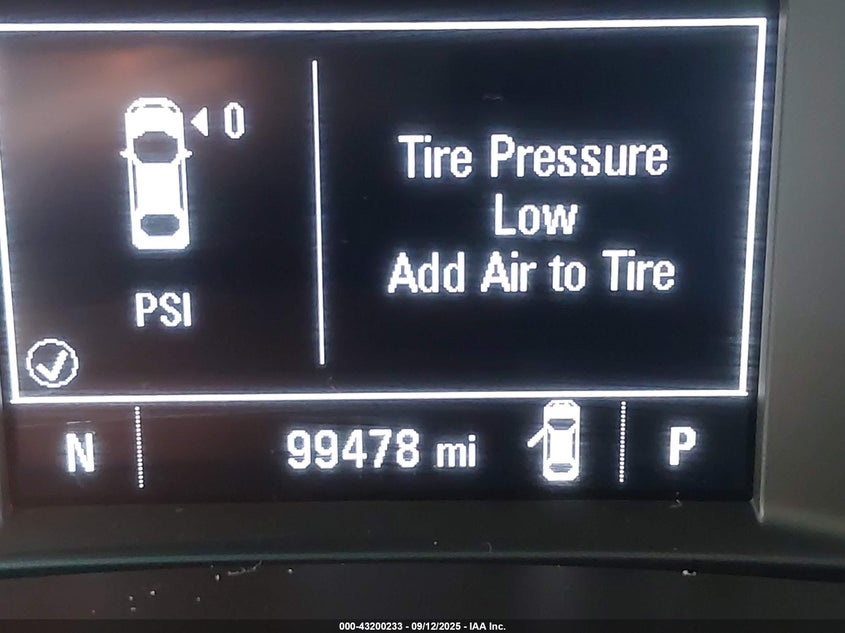 0
Tire Pressure
Low
Add Air to Tire
PSI
N 99478 mi P
000-43200233 - 09/12/2025 - IAA Inc.